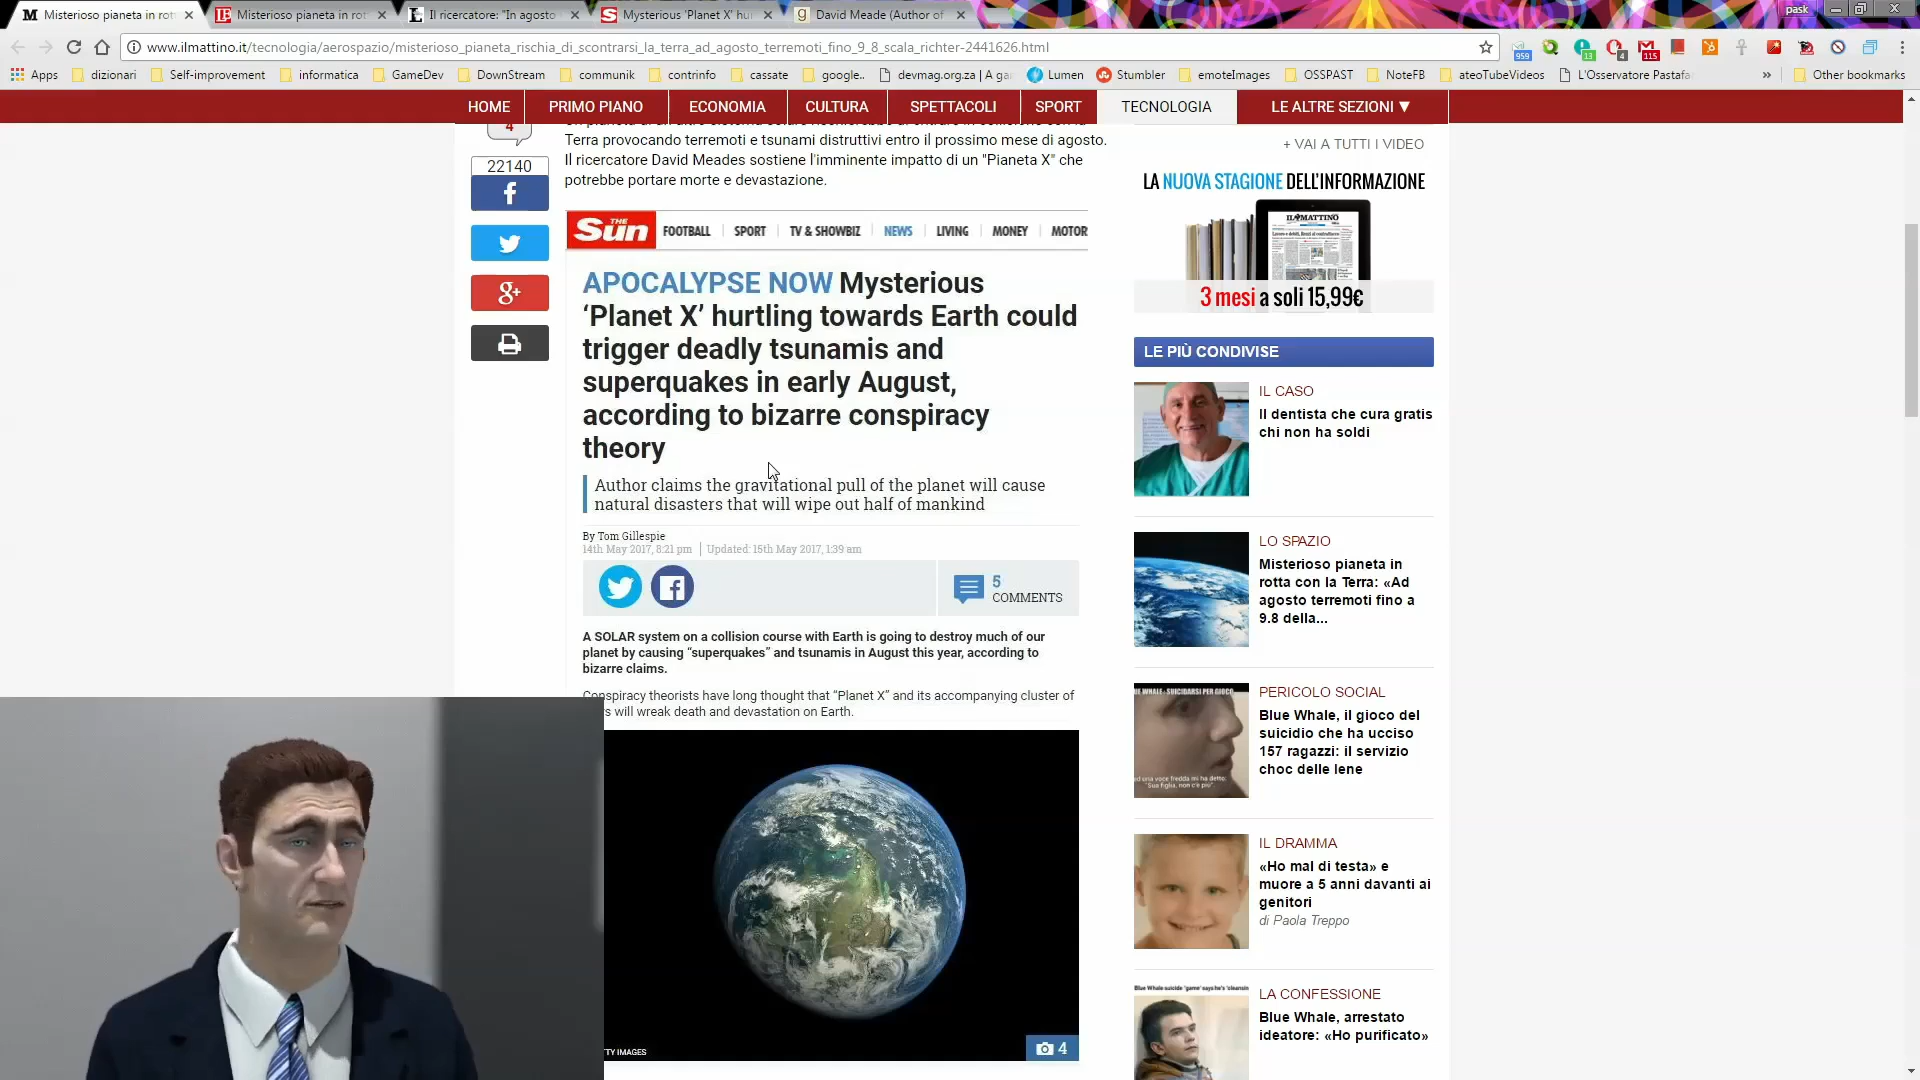 pask
Misterioso pianeta in rott
Misterioso pianeta in rot
Il ricercatore: "In agosto
Mysterious 'Planet X' hu
David Meade (Author of
www.ilmattino.it/tecnologia/aerospazio/misterioso_pianeta_rischia_di_scontrarsi_la_terra_ad_agosto_terremoti_fino_9_8_scala_richter-2441626.html
959
13
4
115
Apps
dizionari
Self-improvement
informatica
GameDev
DownStream
communik
contrinfo
cassate
google..
devmag.org.za | A ga
Lumen
Stumbler
emoteImages
OSSPAST
NoteFB
ateoTubeVideos
L'Osservatore Pastafa
»
Other bookmarks
HOME
PRIMO PIANO
ECONOMIA
CULTURA
SPETTACOLI
SPORT
TECNOLOGIA
LE ALTRE SEZIONI ▼
4
22140
Terra provocando terremoti e tsunami distruttivi entro il prossimo mese di agosto.
Il ricercatore David Meades sostiene l'imminente impatto di un "Pianeta X" che
potrebbe portare morte e devastazione.
THE
Sun
FOOTBALL
SPORT
TV & SHOWBIZ
NEWS
LIVING
MONEY
MOTOR
APOCALYPSE NOW Mysterious
‘Planet X’ hurtling towards Earth could
trigger deadly tsunamis and
superquakes in early August,
according to bizarre conspiracy
theory
Author claims the gravitational pull of the planet will cause
natural disasters that will wipe out half of mankind
By Tom Gillespie
14th May 2017, 8:21 pm | Updated: 15th May 2017, 1:39 am
5
COMMENTS
A SOLAR system on a collision course with Earth is going to destroy much of our
planet by causing “superquakes” and tsunamis in August this year, according to
bizarre claims.
Conspiracy theorists have long thought that “Planet X” and its accompanying cluster of
s will wreak death and devastation on Earth.
TY IMAGES
4
+ VAI A TUTTI I VIDEO
LA NUOVA STAGIONE DELL'INFORMAZIONE
IL MATTINO
3 mesi a soli 15,99€
LE PIÙ CONDIVISE
IL CASO
Il dentista che cura gratis
chi non ha soldi
LO SPAZIO
Misterioso pianeta in
rotta con la Terra: «Ad
agosto terremoti fino a
9.8 della...
PERICOLO SOCIAL
Blue Whale, il gioco del
suicidio che ha ucciso
157 ragazzi: il servizio
choc delle Iene
IL DRAMMA
«Ho mal di testa» e
muore a 5 anni davanti ai
genitori
di Paola Treppo
LA CONFESSIONE
Blue Whale, arrestato
ideatore: «Ho purificato»